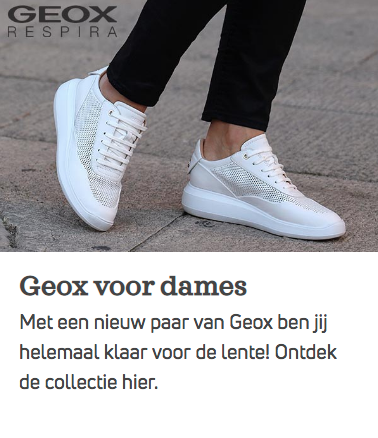 GEOX
RESPIRA
Geox voor dames
Met een nieuw paar van Geox ben jij
helemaal klaar voor de lente! Ontdek
de collectie hier.